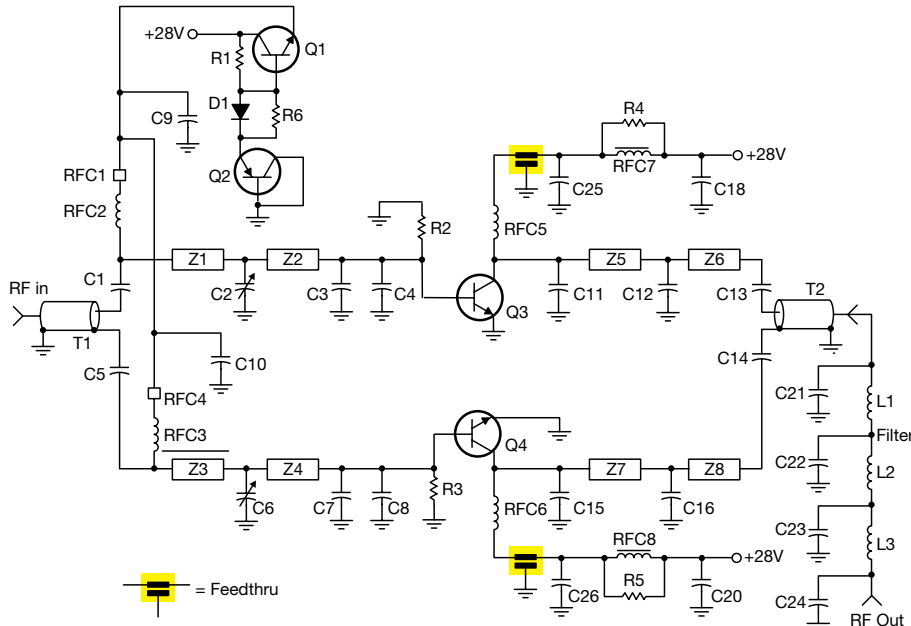 +28V
Q1
R1
D1
R6
C9
Q2
R4
+28V
RFC7
C25
C18
RFC1
RFC2
RFC5
R2
Z1
Z2
Z5
Z6
C1
C2
C3
C4
C11
C12
C13
T2
RF in
Q3
T1
C10
C14
C5
RFC4
C21
L1
RFC3
Q4
Filter
Z3
Z4
Z7
Z8
C22
L2
R3
C6
C7
C8
RFC6
C15
C16
C23
L3
RFC8
+28V
= Feedthru
C26
R5
C20
C24
RF Out